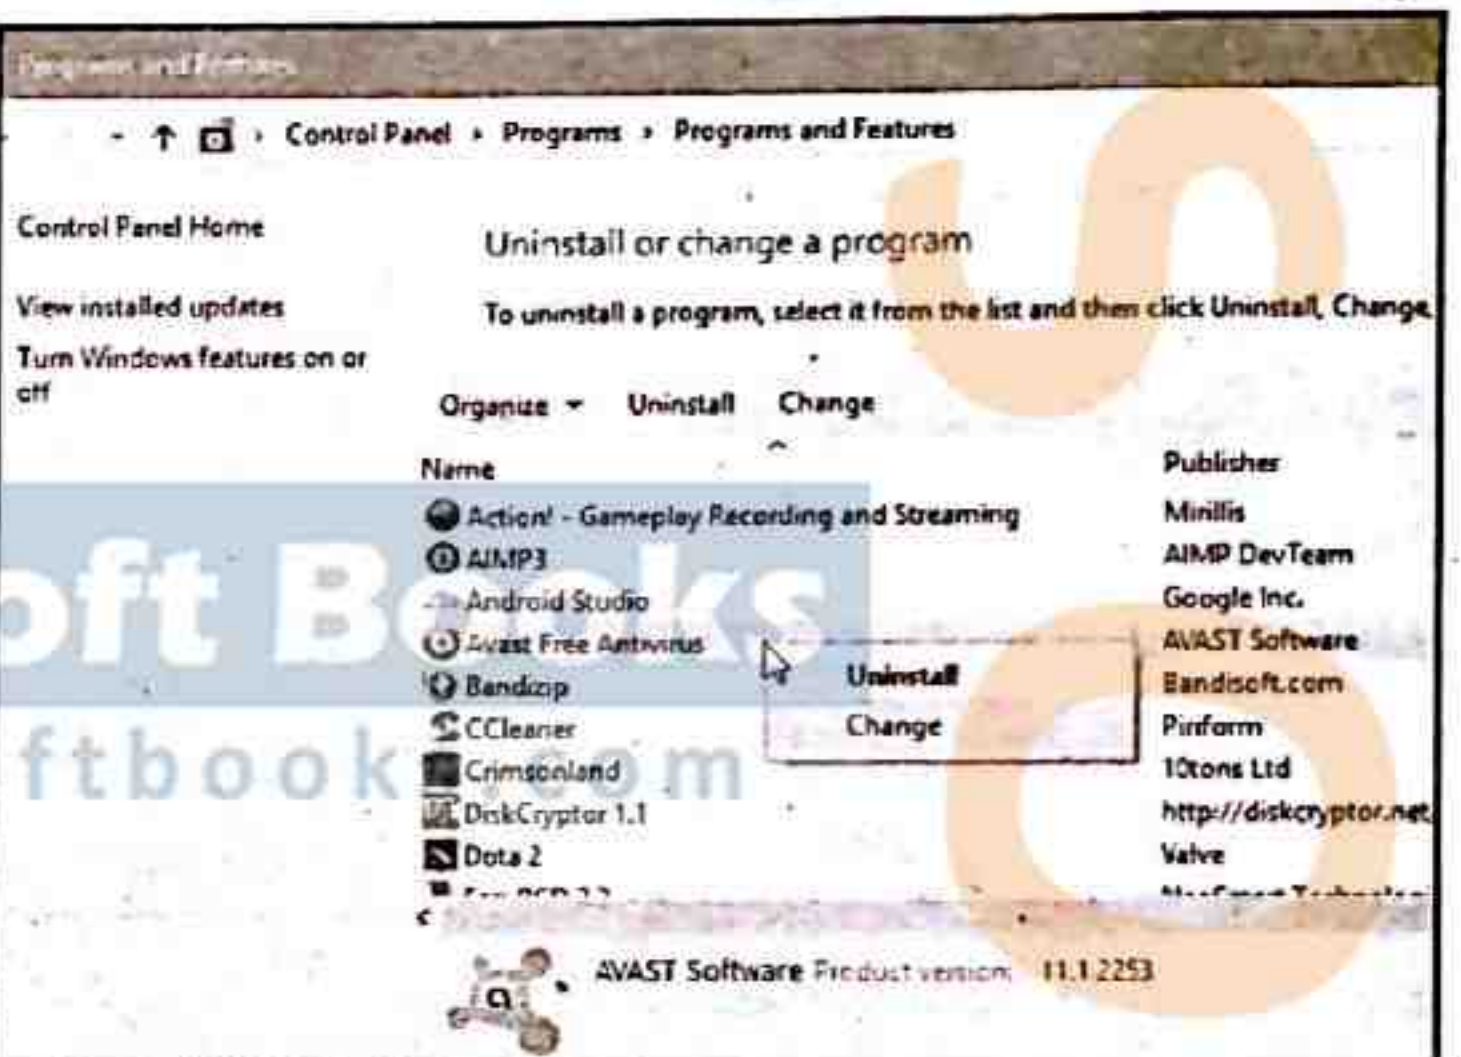 Programs and Features
Control Panel › Programs › Programs and Features
Control Panel Home
Uninstall or change a program
View installed updates
To uninstall a program, select it from the list and then click Uninstall, Change,
Turn Windows features on or
off
Organize Uninstall Change
Name Publisher
Action! - Gameplay Recording and Streaming Mirillis
AIMP3 AIMP DevTeam
Android Studio Google Inc.
Avast Free Antivirus AVAST Software
Uninstall
Bandizip Bandisoft.com
Change
CCleaner Piriform
Crimsonland 10tons Ltd
DiskCryptor 1.1 http://diskcryptor.net,
Dota 2 Valve
AVAST Software Product version: 11.1.2253
oft Books
ftbook .com